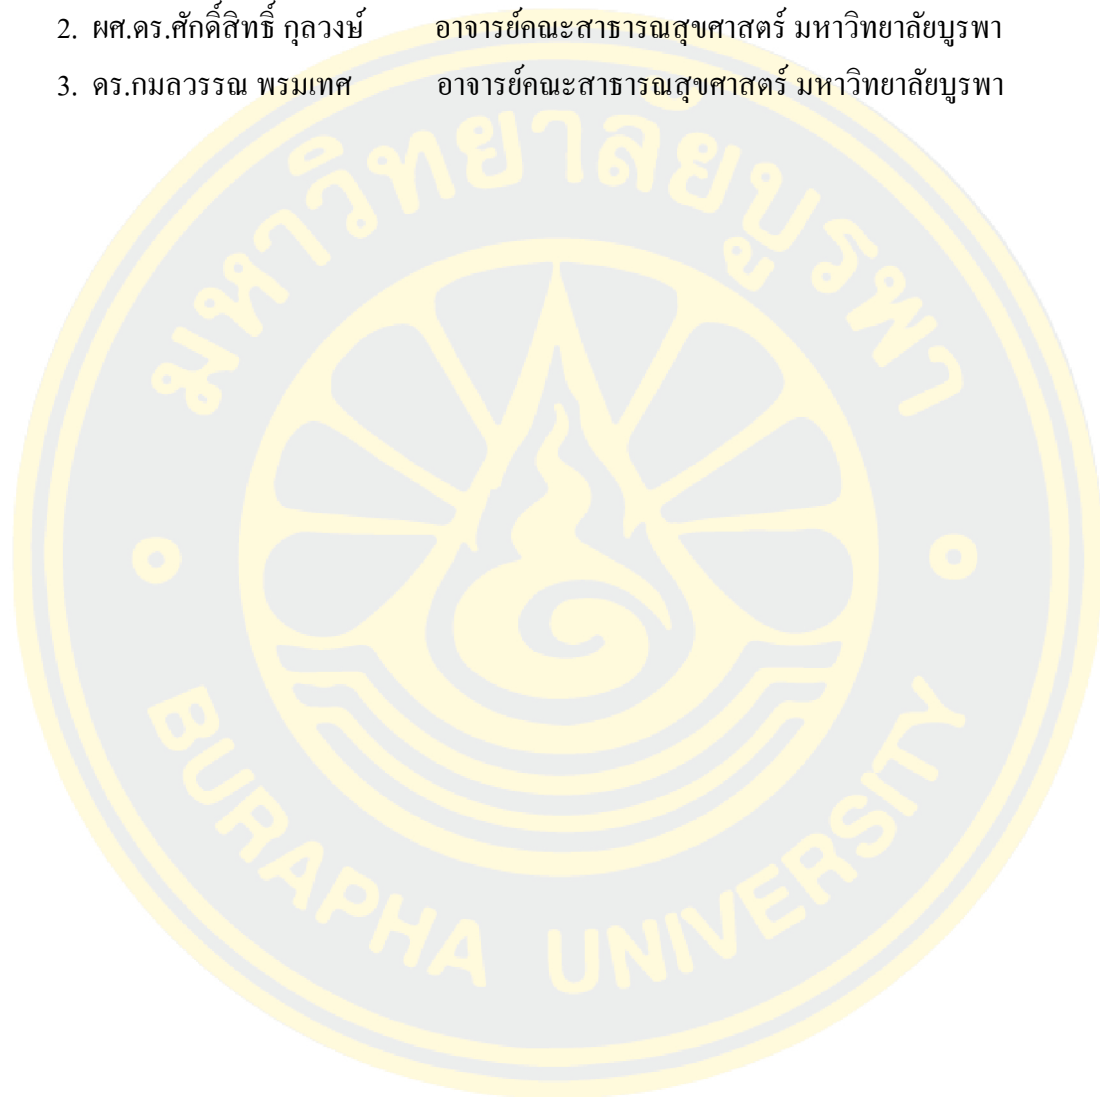 2. ผศ.ดร.ศักดิ์สิทธิ์ กุลวงษ์ อาจารย์คณะสาธารณสุขศาสตร์ มหาวิทยาลัยบูรพา
3. ดร.กมลวรรณ พรมเทศ อาจารย์คณะสาธารณสุขศาสตร์ มหาวิทยาลัยบูรพา
มหาวิทยาลัยบูรพา
BURAPHA UNIVERSITY